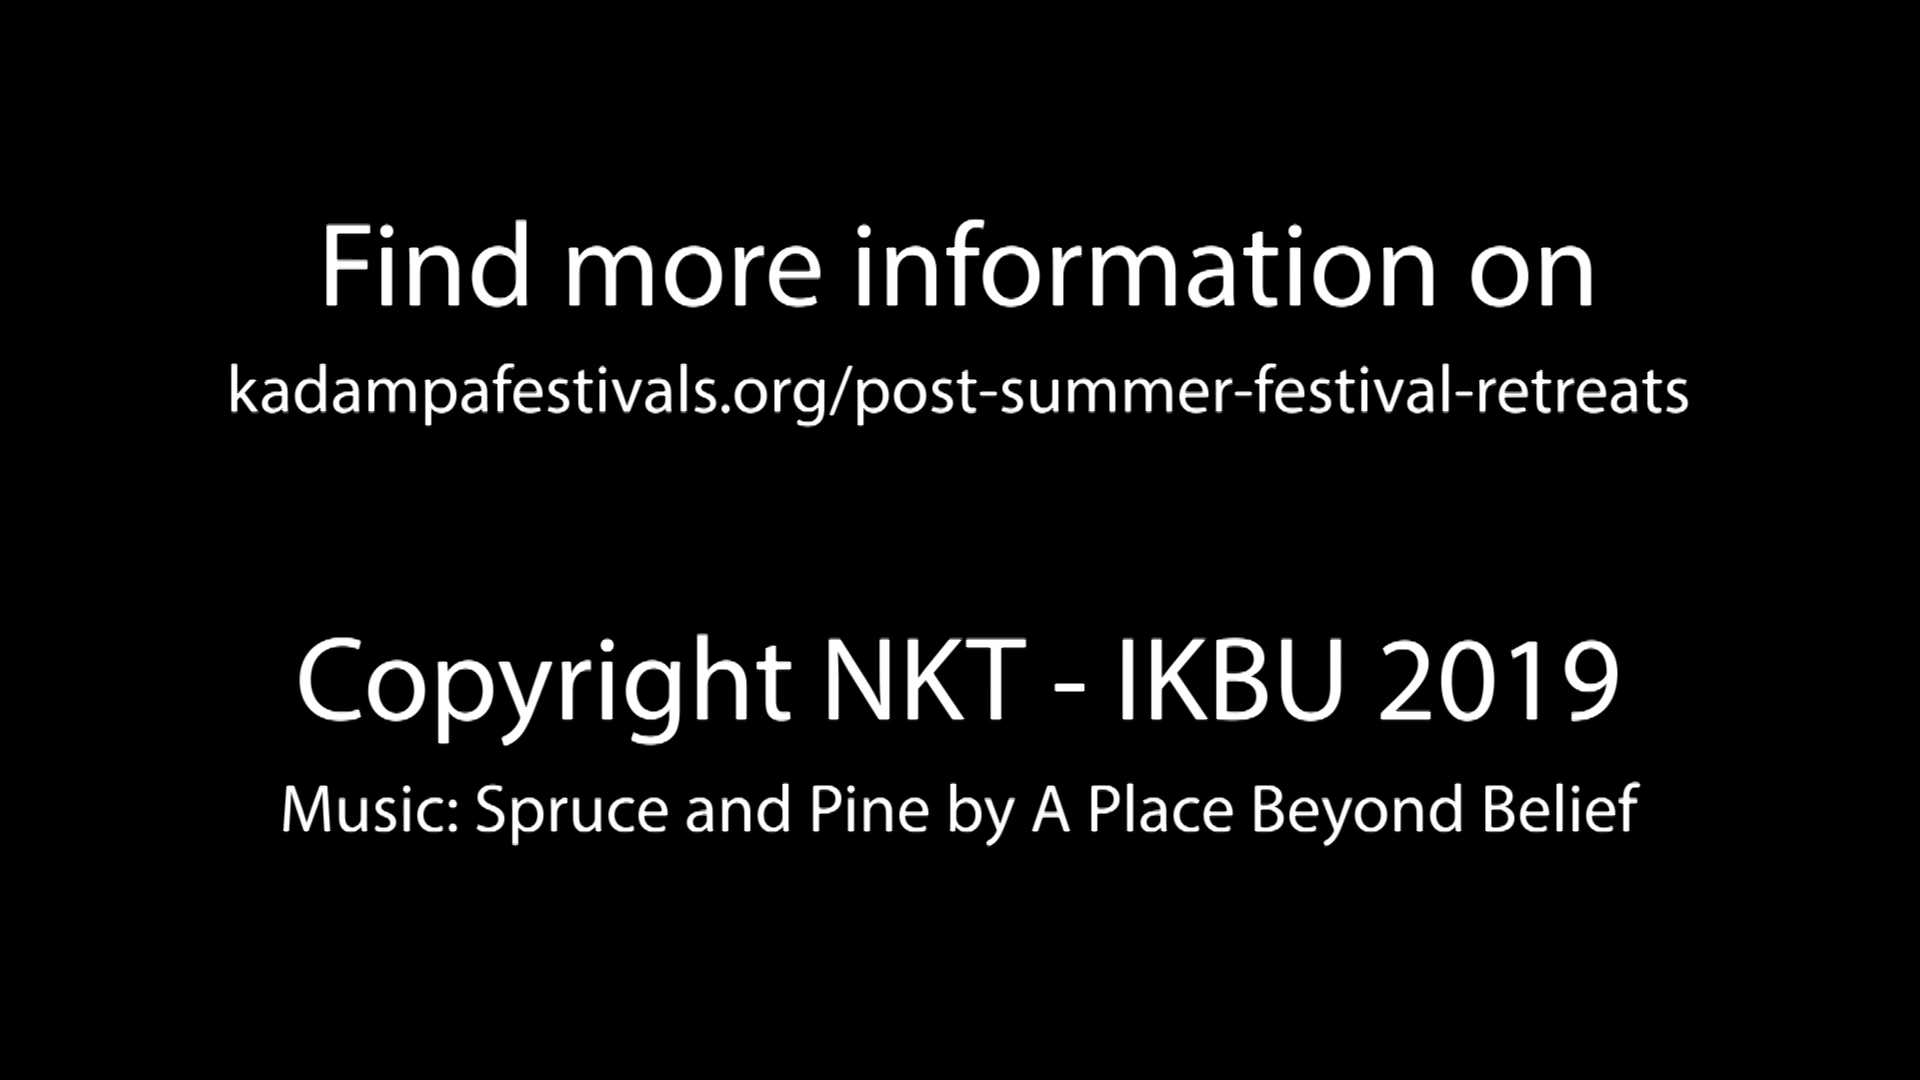 Find more information on
kadampafestivals.org/post-summer-festival-retreats
Copyright NKT - IKBU 2019
Music: Spruce and Pine by A Place Beyond Belief